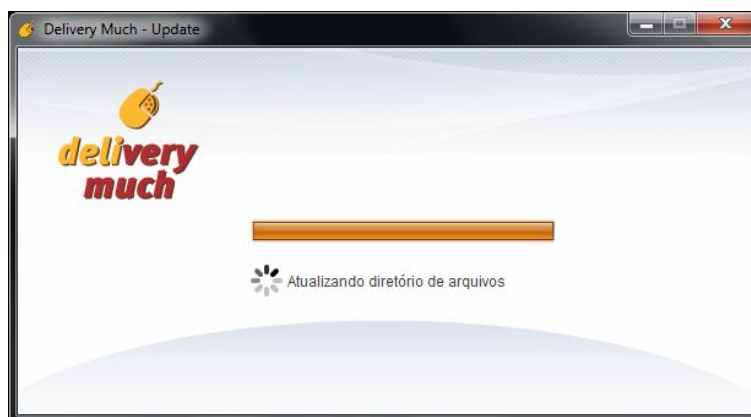 Delivery Much - Update
delivery
much
Atualizando diretório de arquivos